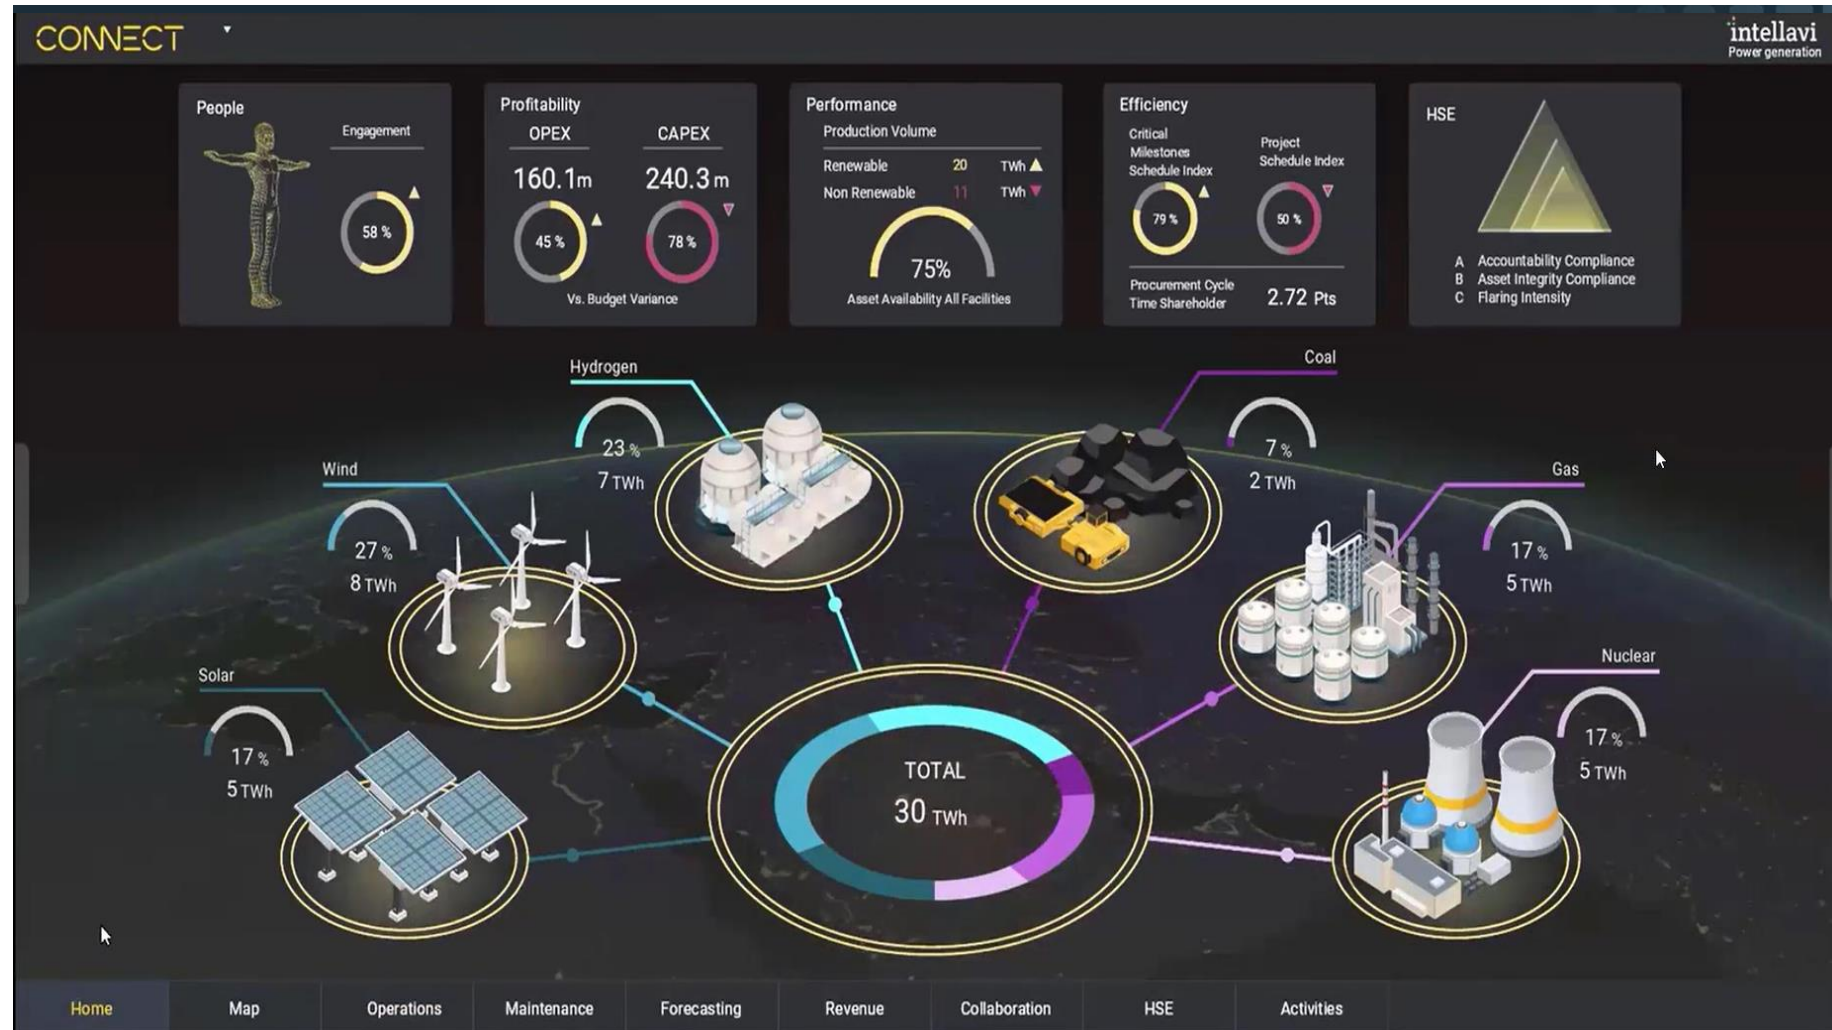 CONNECT
intellavi
Power generation
People
Engagement
58 %
Profitability
OPEX
CAPEX
160.1m
240.3 m
45 %
78 %
Vs. Budget Variance
Performance
Production Volume
Renewable 20 TWh
Non Renewable 11 TWh
75%
Asset Availability All Facilities
Efficiency
Critical
Milestones
Schedule Index
Project
Schedule Index
79 %
50 %
Procurement Cycle
Time Shareholder
2.72 Pts
HSE
A Accountability Compliance
B Asset Integrity Compliance
C Flaring Intensity
Hydrogen
23 %
7 TWh
Coal
7 %
2 TWh
Wind
27 %
8 TWh
Gas
17 %
5 TWh
Solar
17 %
5 TWh
Nuclear
17 %
5 TWh
TOTAL
30 TWh
Home
Map
Operations
Maintenance
Forecasting
Revenue
Collaboration
HSE
Activities